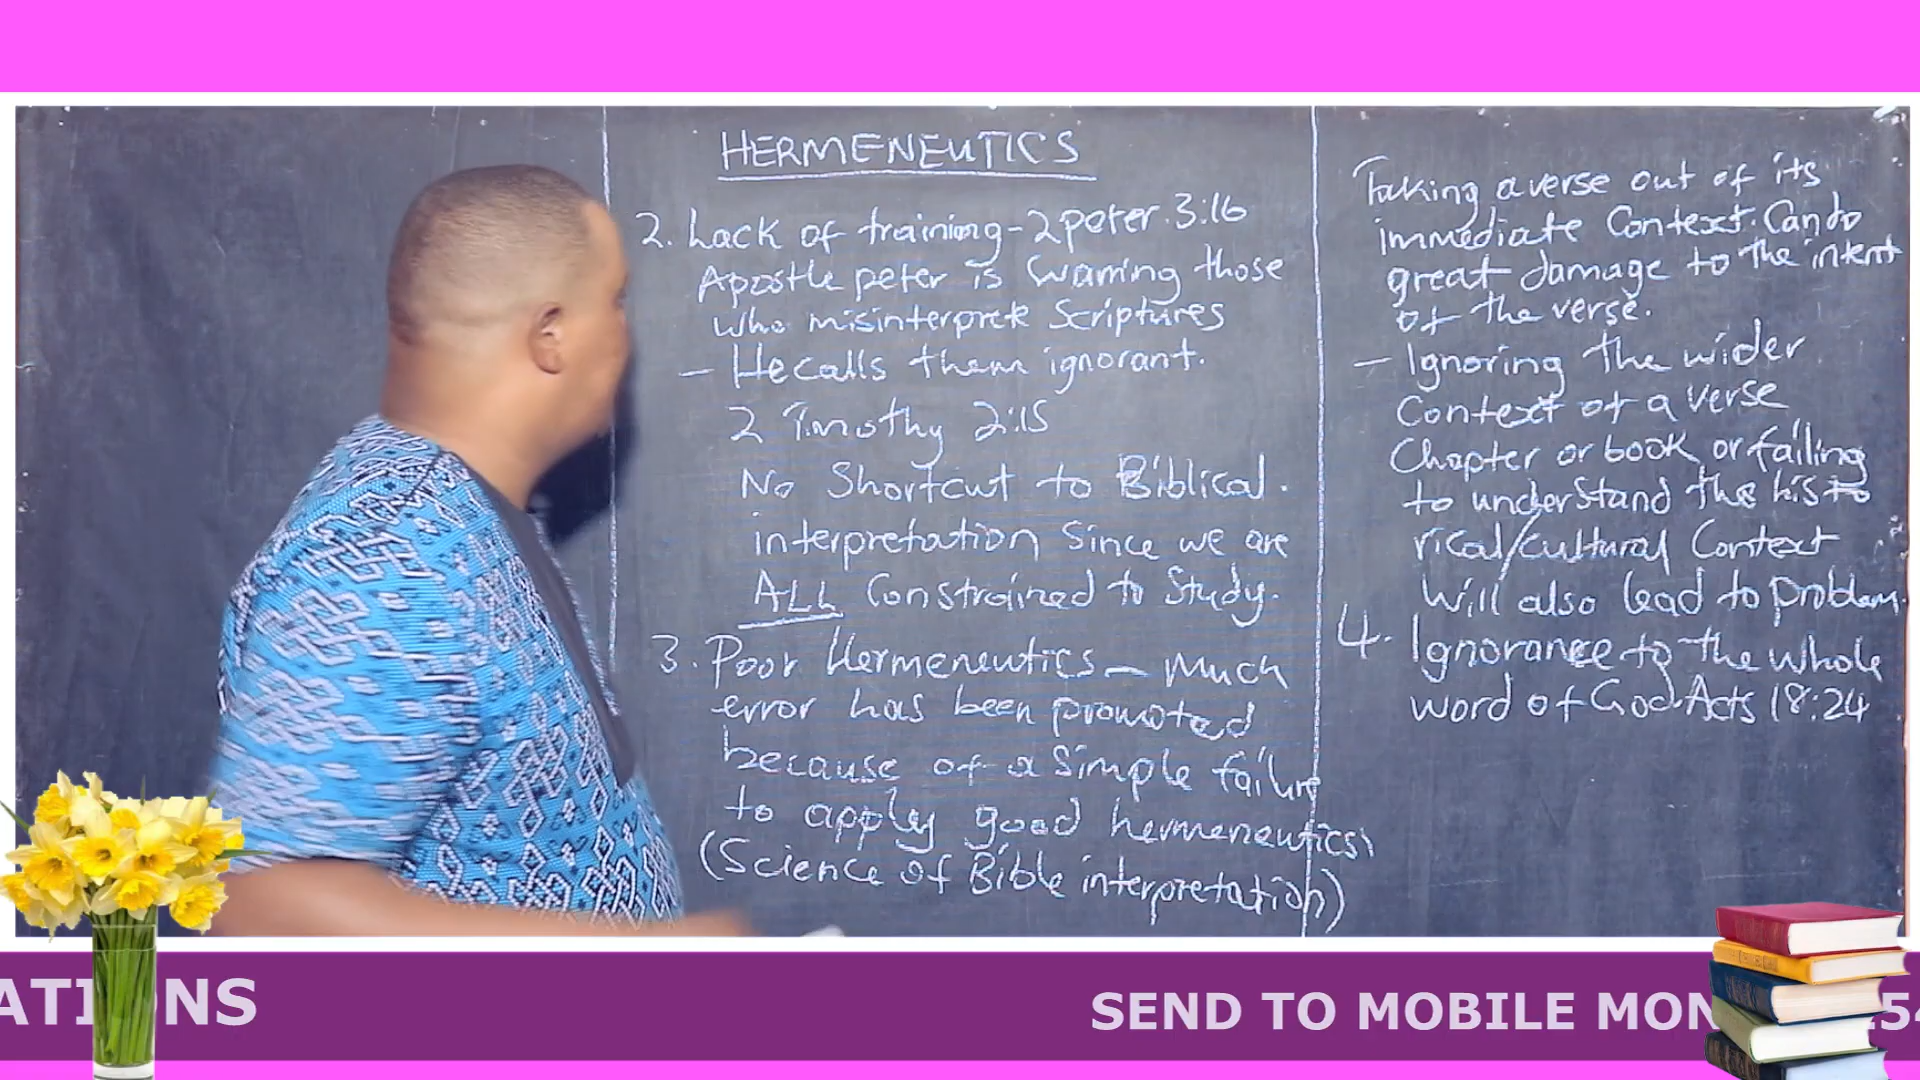 HERMENEUTICS
2. Lack of training - 2 peter. 3:16
Apostle peter is warning those
who misinterprete Scriptures
- He calls them ignorant.
2 Timothy 2:15
No Shortcut to Biblical.
interpretation Since we are
ALL Constrained to Study.
3. Poor Hermeneutics - Much
error has been promoted
because of a Simple failure
to apply good hermeneutics
(Science of Bible interpretation)
Taking a verse out of its
immediate Context. Can do
great damage to the intent
of the verse.
- Ignoring the wider
Context of a verse
Chapter or book or failing
to understand the histo
rical/cultural Context
Will also lead to problem.
4. Ignorance to the whole
word of God Acts 18:24
SEND TO MOBILE